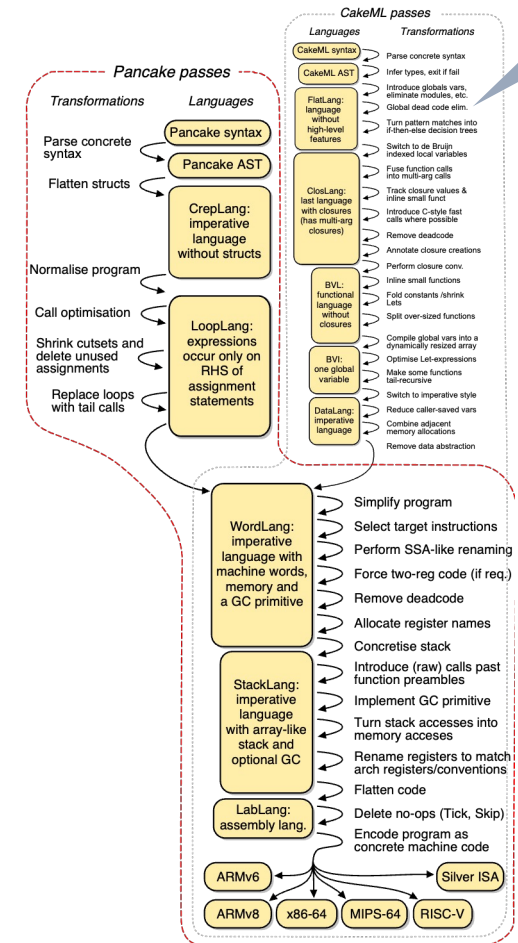 CakeML passes
Languages
Transformations
CakeML syntax
CakeML AST
FlatLang:
language
without
high-level
features
ClosLang:
last language
with closures
(has multi-arg
closures)
BVL:
functional
language
without
closures
BVI:
one global
variable
DataLang:
imperative
language
Parse concrete syntax
Infer types, exit if fail
Introduce globals vars,
eliminate modules, etc.
Global dead code elim.
Turn pattern matches into
if-then-else decision trees
Switch to de Bruijn
indexed local variables
Fuse function calls
into multi-arg calls
Track closure values &
inline small funct
Introduce C-style fast
calls where possible
Remove deadcode
Annotate closure creations
Perform closure conv.
Inline small functions
Fold constants /shrink
Lets
Split over-sized functions
Compile global vars into a
dynamically resized array
Optimise Let-expressions
Make some functions
tail-recursive
Switch to imperative style
Reduce caller-saved vars
Combine adjacent
memory allocations
Remove data abstraction
Pancake passes
Transformations
Languages
Parse concrete
syntax
Flatten structs
Normalise program
Call optimisation
Shrink cutsets and
delete unused
assignments
Replace loops
with tail calls
Pancake syntax
Pancake AST
CrepLang:
imperative
language
without structs
LoopLang:
expressions
occur only on
RHS of
assignment
statements
WordLang:
imperative
language with
machine words,
memory and
a GC primitive
StackLang:
imperative
language
with array-like
stack and
optional GC
LabLang:
assembly lang.
Simplify program
Select target instructions
Perform SSA-like renaming
Force two-reg code (if req.)
Remove deadcode
Allocate register names
Concretise stack
Introduce (raw) calls past
function preambles
Implement GC primitive
Turn stack accesses into
memory acceses
Rename registers to match
arch registers/conventions
Flatten code
Delete no-ops (Tick, Skip)
Encode program as
concrete machine code
ARMv6
Silver ISA
ARMv8
x86-64
MIPS-64
RISC-V